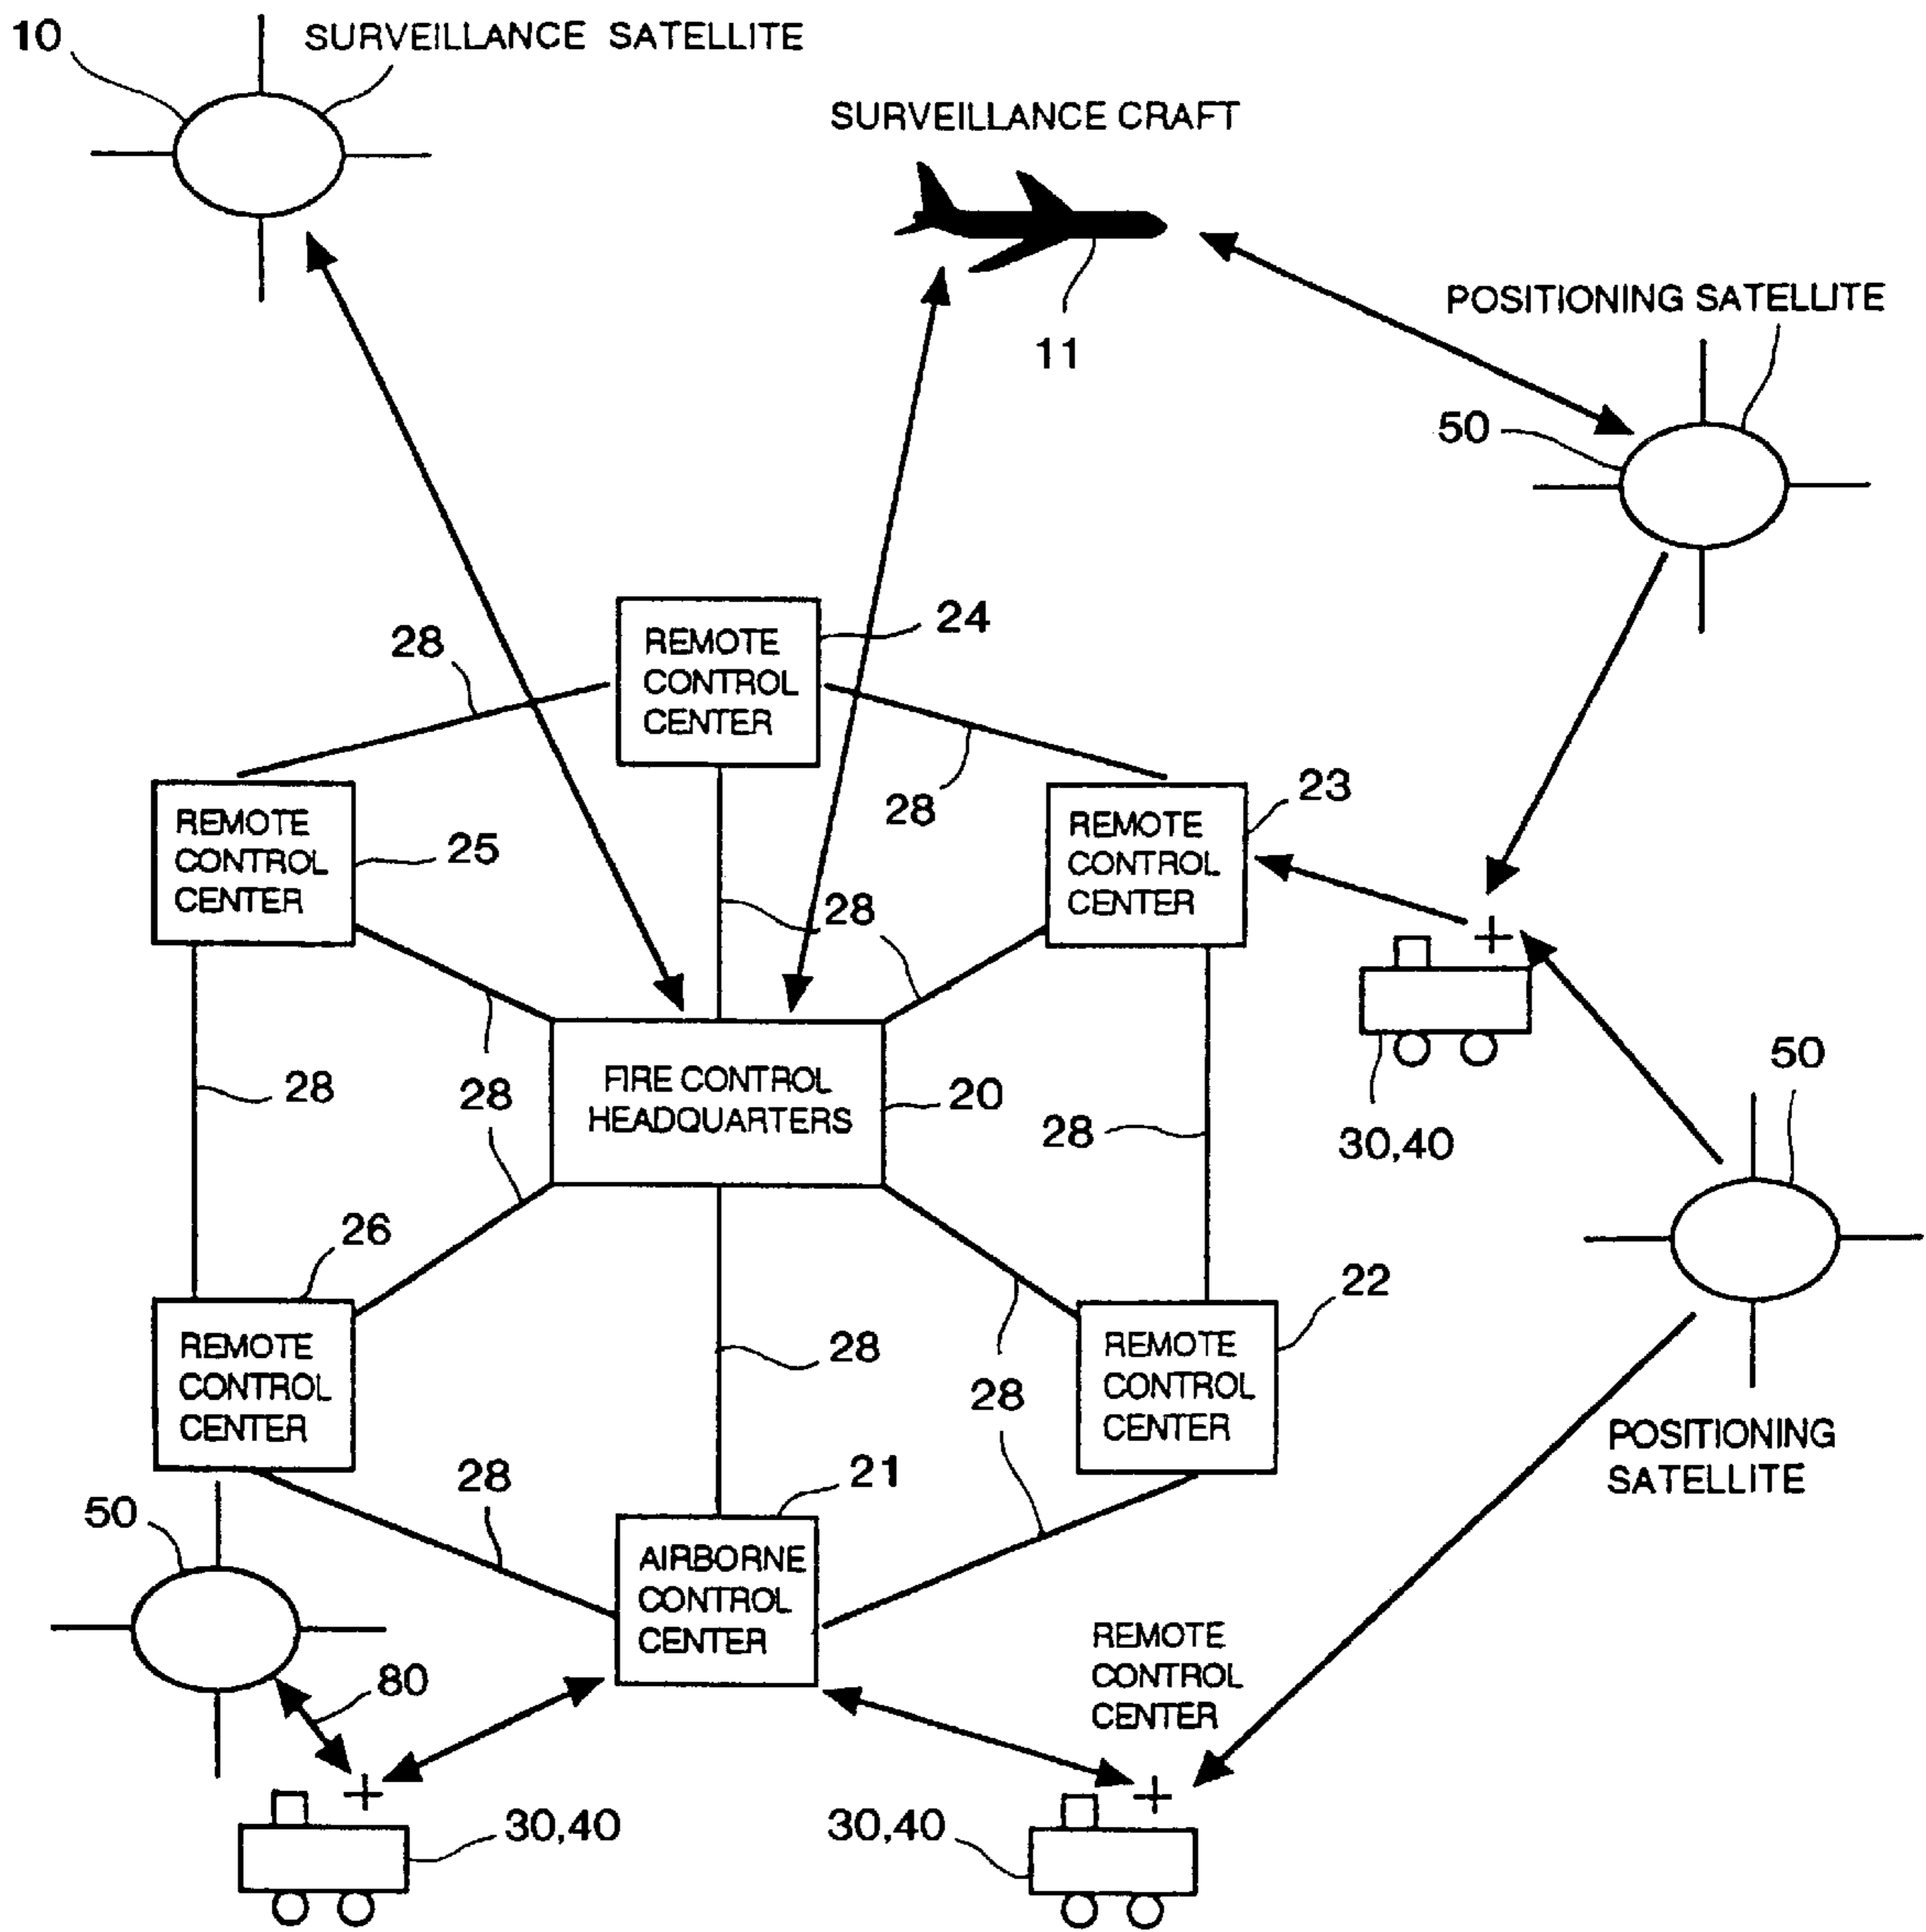 10
SURVEILLANCE SATELLITE
SURVEILLANCE CRAFT
11
POSITIONING SATELLITE
50
24
REMOTE
CONTROL
CENTER
28
28
23
REMOTE
CONTROL
CENTER
25
REMOTE
CONTROL
CENTER
28
28
28
28
FIRE CONTROL
HEADQUARTERS
20
28
30,40
50
26
REMOTE
CONTROL
CENTER
28
28
22
REMOTE
CONTROL
CENTER
POSITIONING
SATELLITE
28
21
AIRBORNE
CONTROL
CENTER
50
80
REMOTE
CONTROL
CENTER
30,40
30,40